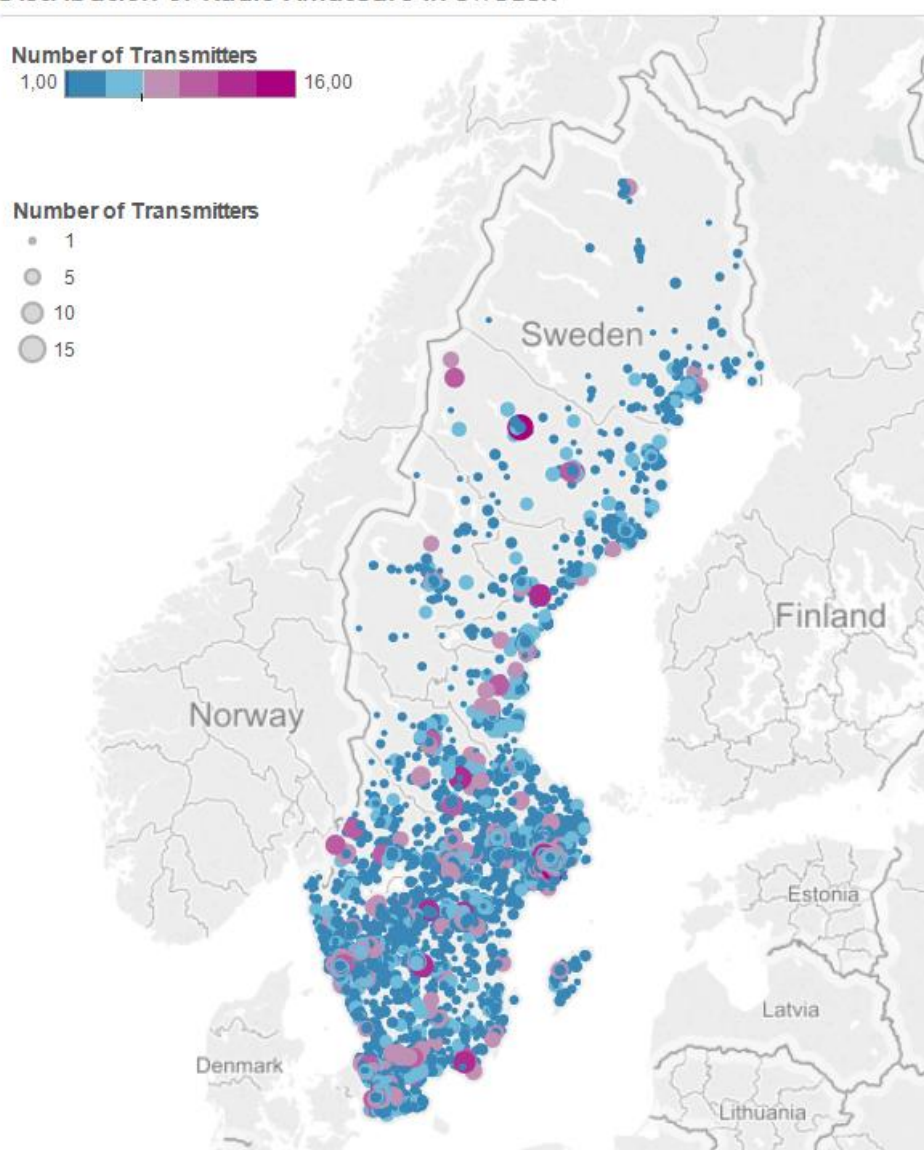 Number of Transmitters
1,00 16,00
Number of Transmitters
1
5
10
15
Sweden
Finland
Norway
Estonia
Latvia
Denmark
Lithuania